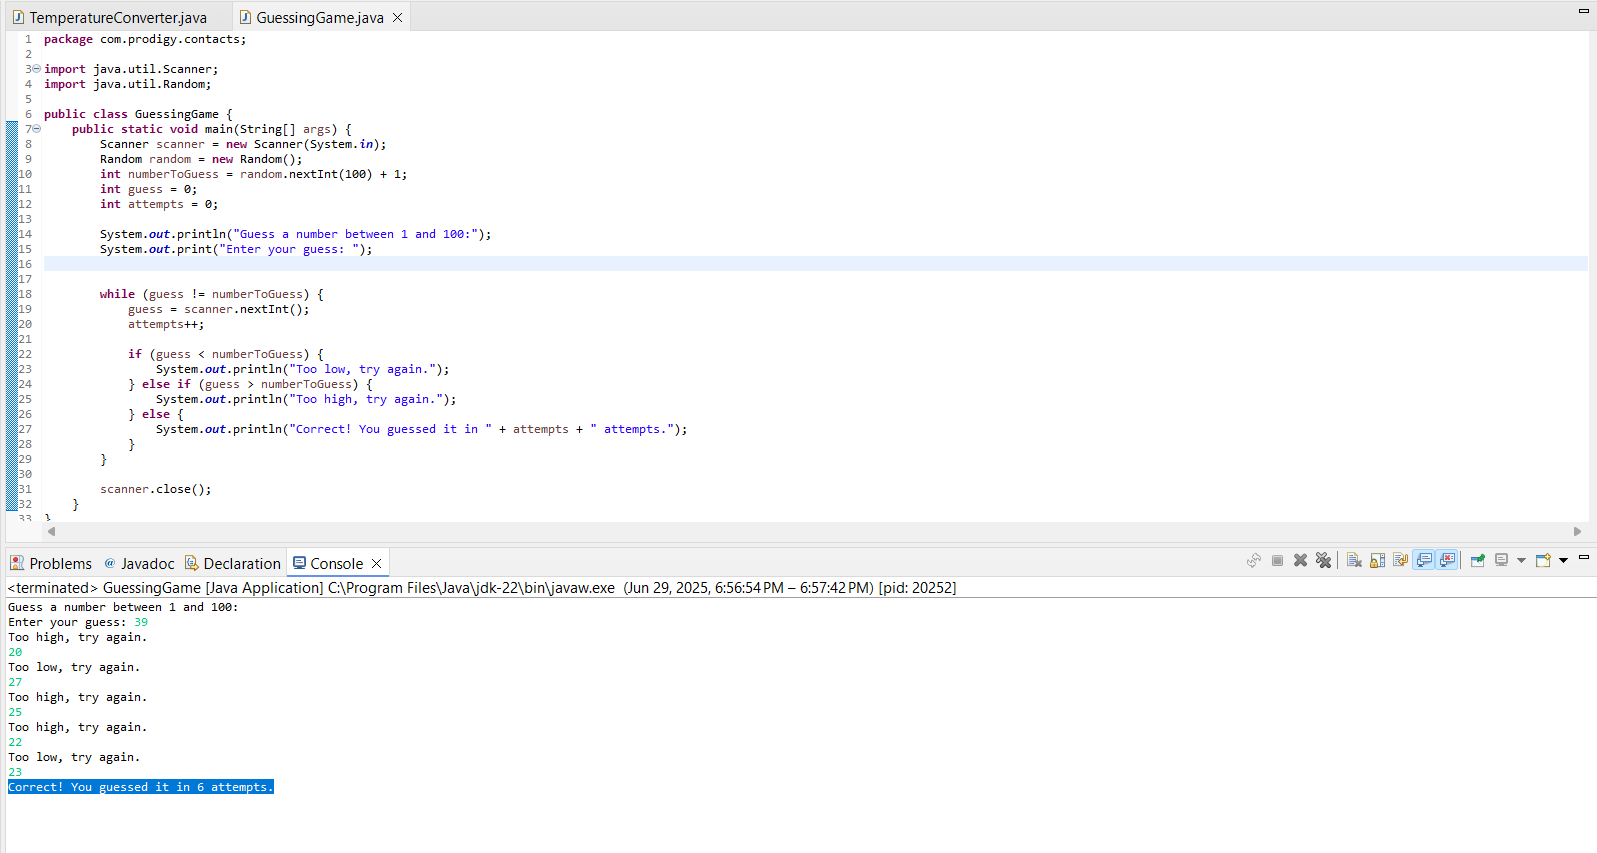 TemperatureConverter.java GuessingGame.java
1 package com.prodigy.contacts;
2
3 import java.util.Scanner;
4 import java.util.Random;
5
6 public class GuessingGame {
7     public static void main(String[] args) {
8         Scanner scanner = new Scanner(System.in);
9         Random random = new Random();
10         int numberToGuess = random.nextInt(100) + 1;
11         int guess = 0;
12         int attempts = 0;
13
14         System.out.println("Guess a number between 1 and 100:");
15         System.out.print("Enter your guess: ");
16
17
18         while (guess != numberToGuess) {
19             guess = scanner.nextInt();
20             attempts++;
21
22             if (guess < numberToGuess) {
23                 System.out.println("Too low, try again.");
24             } else if (guess > numberToGuess) {
25                 System.out.println("Too high, try again.");
26             } else {
27                 System.out.println("Correct! You guessed it in " + attempts + " attempts.");
28             }
29         }
30
31         scanner.close();
32     }
33 }
Problems @ Javadoc Declaration Console
<terminated> GuessingGame [Java Application] C:\Program Files\Java\jdk-22\bin\javaw.exe (Jun 29, 2025, 6:56:54 PM – 6:57:42 PM) [pid: 20252]
Guess a number between 1 and 100:
Enter your guess: 39
Too high, try again.
20
Too low, try again.
27
Too high, try again.
25
Too high, try again.
22
Too low, try again.
23
Correct! You guessed it in 6 attempts.